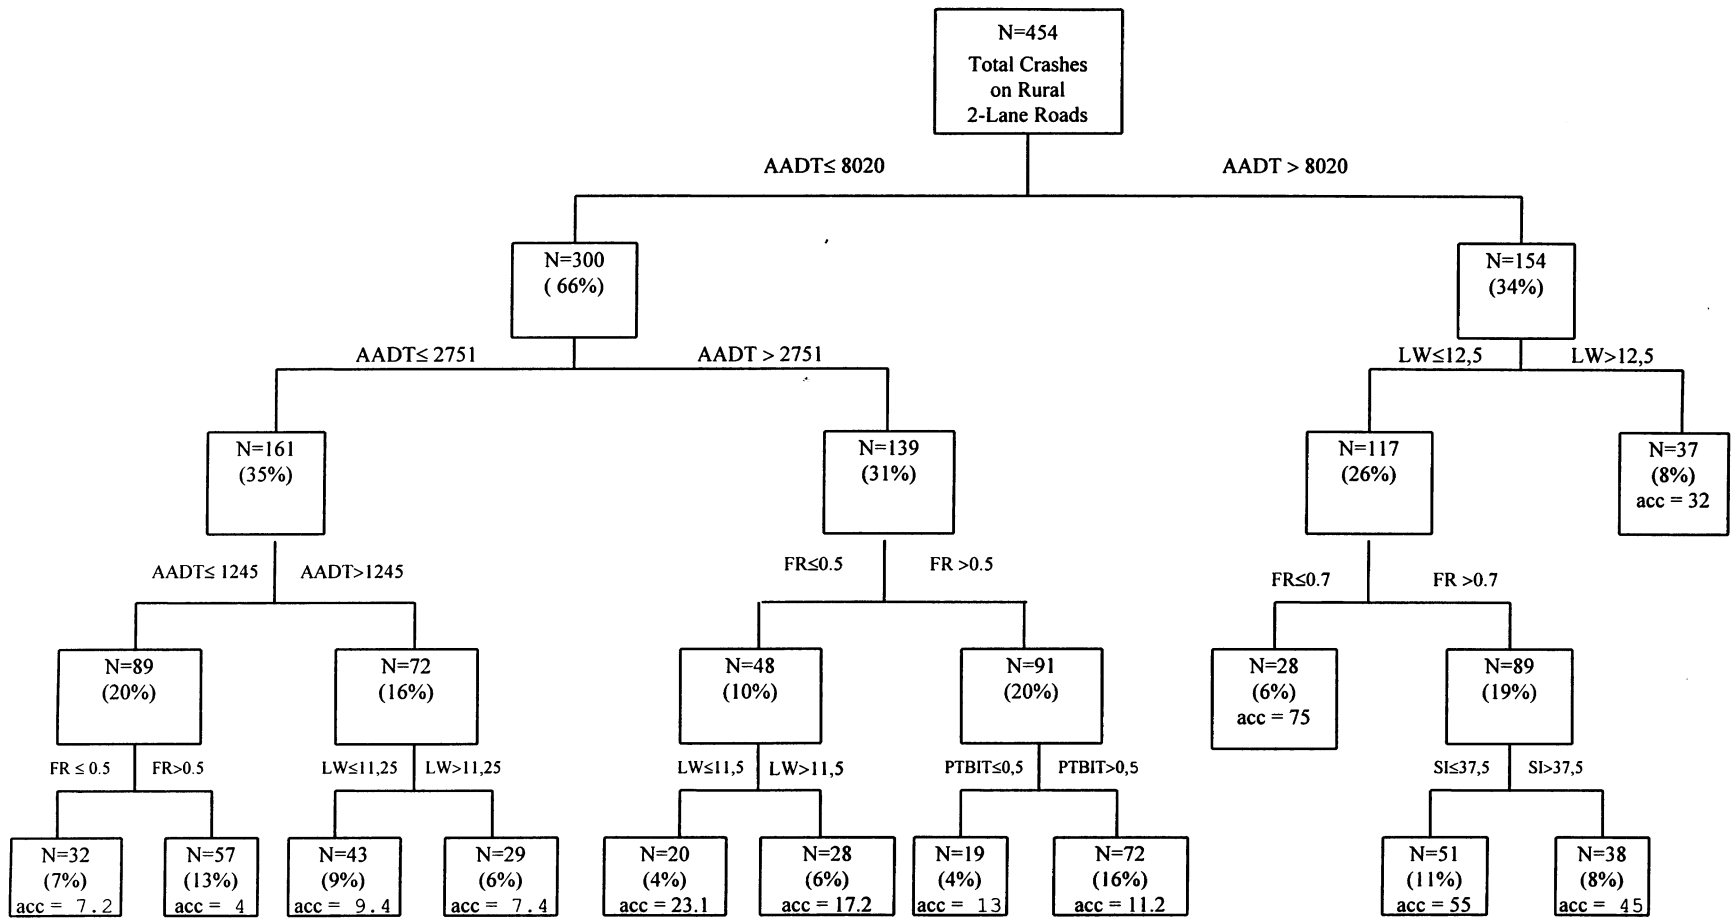 N=454
Total Crashes
on Rural
2-Lane Roads
AADT≤ 8020
AADT > 8020
N=300
( 66%)
N=154
(34%)
AADT≤ 2751
AADT > 2751
LW≤12,5
LW>12,5
N=161
(35%)
N=139
(31%)
N=117
(26%)
N=37
(8%)
acc = 32
AADT≤ 1245
AADT>1245
FR≤0.5
FR >0.5
FR≤0.7
FR >0.7
N=89
(20%)
N=72
(16%)
N=48
(10%)
N=91
(20%)
N=28
(6%)
acc = 75
N=89
(19%)
FR ≤ 0.5
FR>0.5
LW≤11,25
LW>11,25
LW≤11,5
LW>11,5
PTBIT≤0,5
PTBIT>0,5
SI≤37,5
SI>37,5
N=32
(7%)
acc = 7.2
N=57
(13%)
acc = 4
N=43
(9%)
acc = 9.4
N=29
(6%)
acc = 7.4
N=20
(4%)
acc = 23.1
N=28
(6%)
acc = 17.2
N=19
(4%)
acc = 13
N=72
(16%)
acc = 11.2
N=51
(11%)
acc = 55
N=38
(8%)
acc = 45